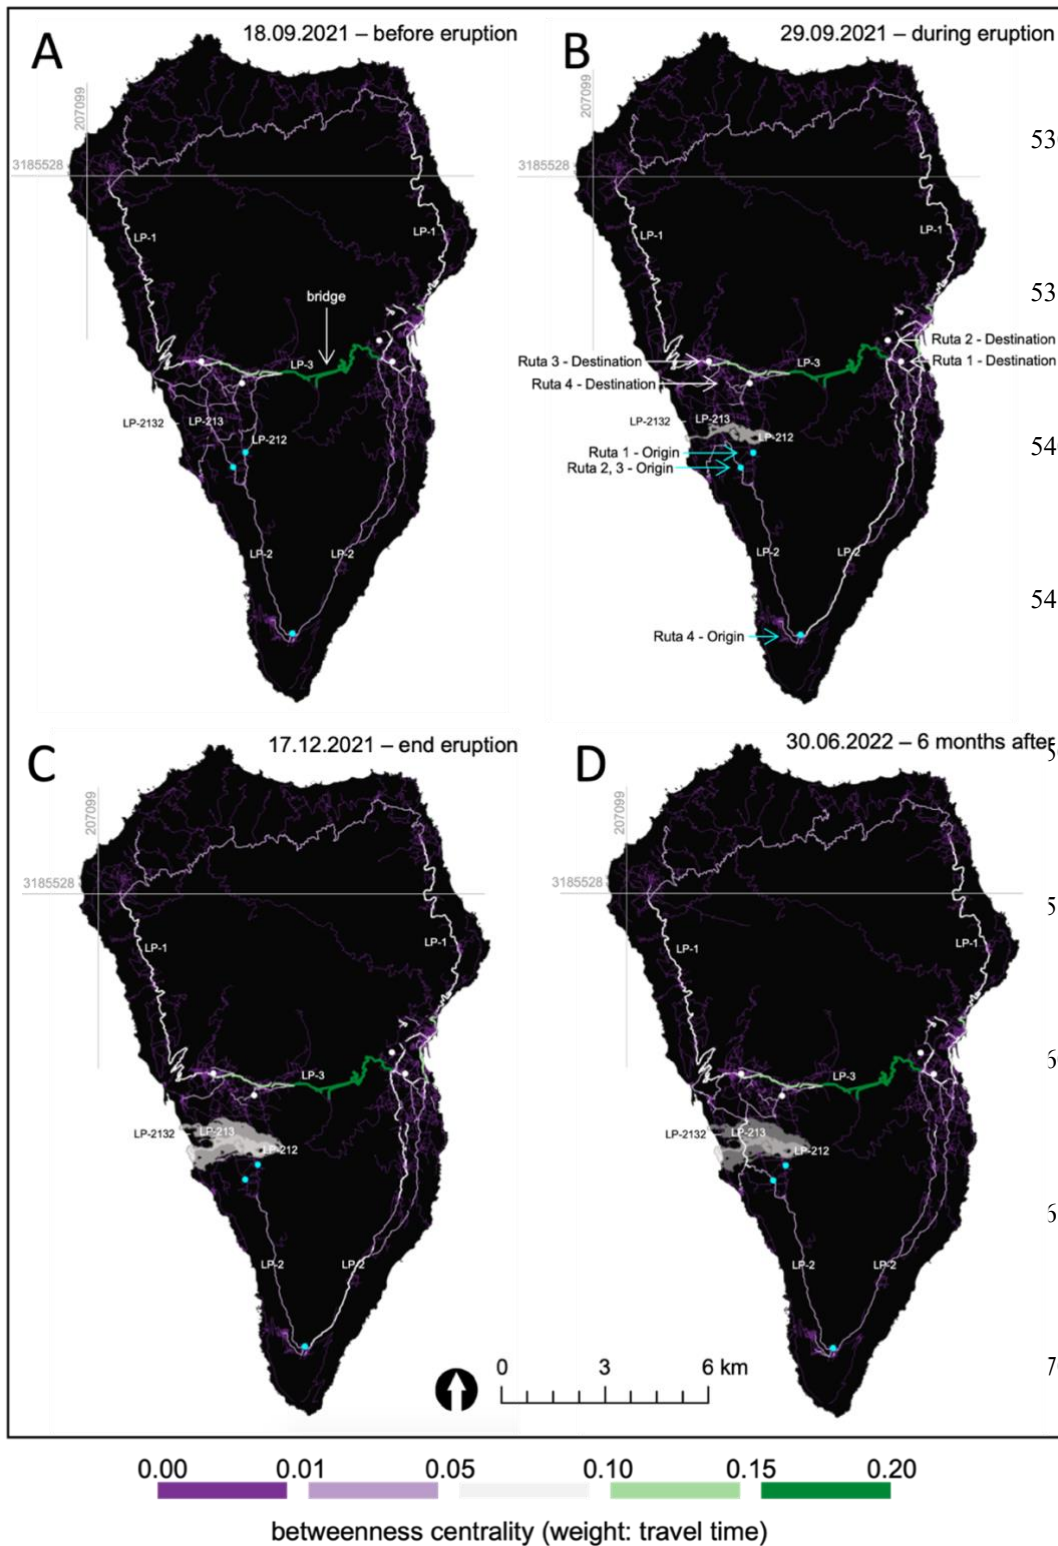 A
18.09.2021 – before eruption
207099
3185528
LP-1
LP-1
bridge
LP-3
LP-2132
LP-213
LP-212
LP-2
LP-2
B
29.09.2021 – during eruption
207099
3185528
LP-1
LP-1
Ruta 2 - Destination
Ruta 3 - Destination
LP-3
Ruta 1 - Destination
Ruta 4 - Destination
LP-2132
LP-213
LP-212
Ruta 1 - Origin
Ruta 2, 3 - Origin
LP-2
LP-2
Ruta 4 - Origin
C
17.12.2021 – end eruption
207099
3185528
LP-1
LP-1
LP-3
LP-2132
LP-213
LP-212
LP-2
LP-2
D
30.06.2022 – 6 months after
207099
3185528
LP-1
LP-1
LP-3
LP-2132
LP-213
LP-212
LP-2
LP-2
0 3 6 km
0.00 0.01 0.05 0.10 0.15 0.20
betweenness centrality (weight: travel time)